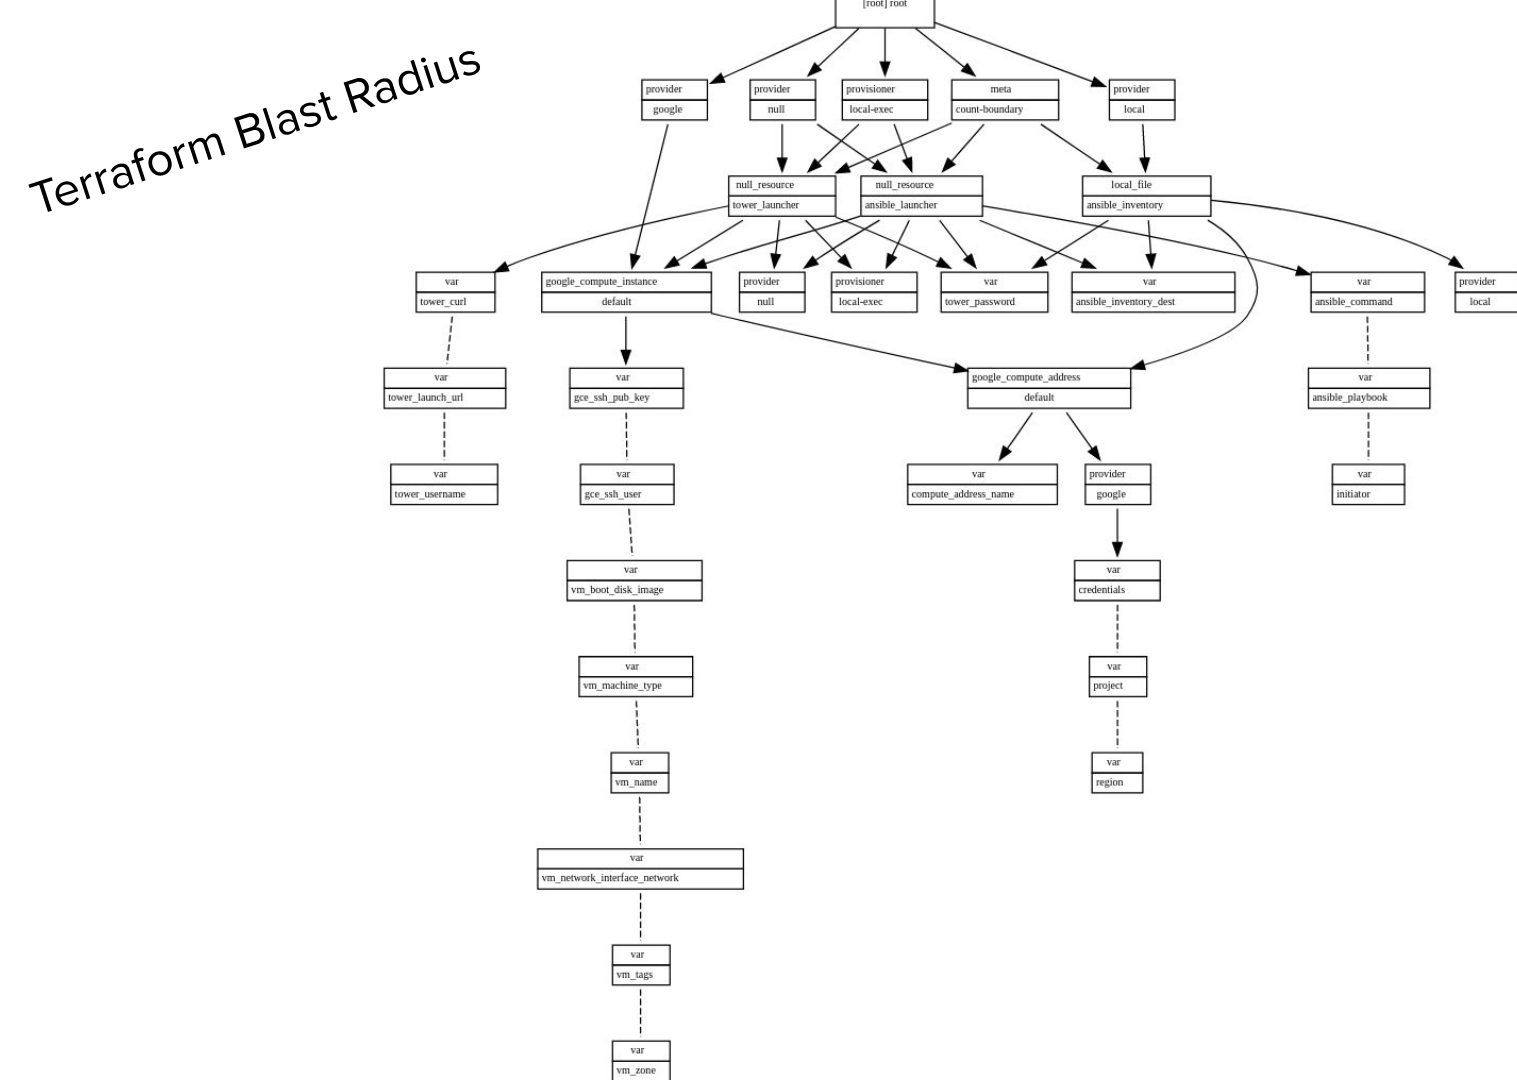 [root] root
Terraform Blast Radius
provider
google
provider
null
provisioner
local-exec
meta
count-boundary
provider
local
null_resource
tower_launcher
null_resource
ansible_launcher
local_file
ansible_inventory
var
tower_curl
google_compute_instance
default
provider
null
provisioner
local-exec
var
tower_password
var
ansible_inventory_dest
var
ansible_command
provider
local
var
tower_launch_url
var
gce_ssh_pub_key
google_compute_address
default
var
ansible_playbook
var
tower_username
var
gce_ssh_user
var
compute_address_name
provider
google
var
initiator
var
vm_boot_disk_image
var
credentials
var
vm_machine_type
var
project
var
vm_name
var
region
var
vm_network_interface_network
var
vm_tags
var
vm_zone